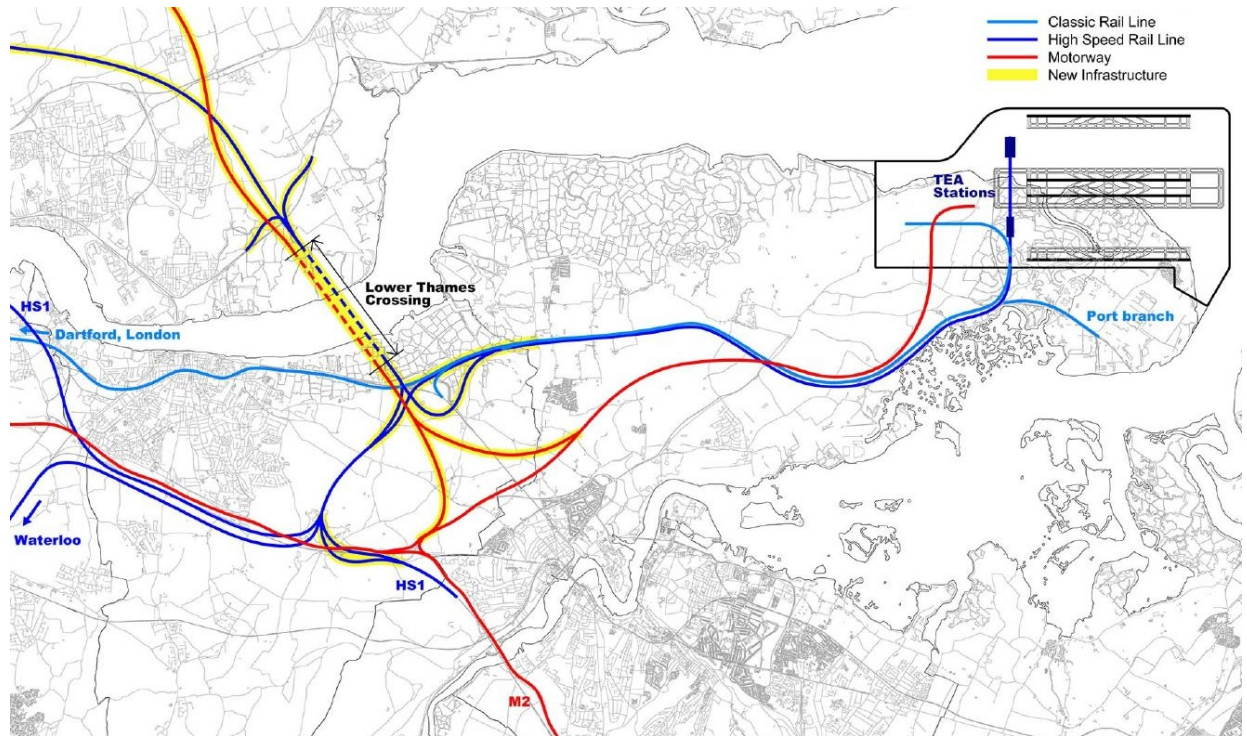 Classic Rail Line
High Speed Rail Line
Motorway
New Infrastructure
TEA
Stations
Lower Thames
Crossing
HS1
Dartford, London
Port branch
Waterloo
HS1
M2